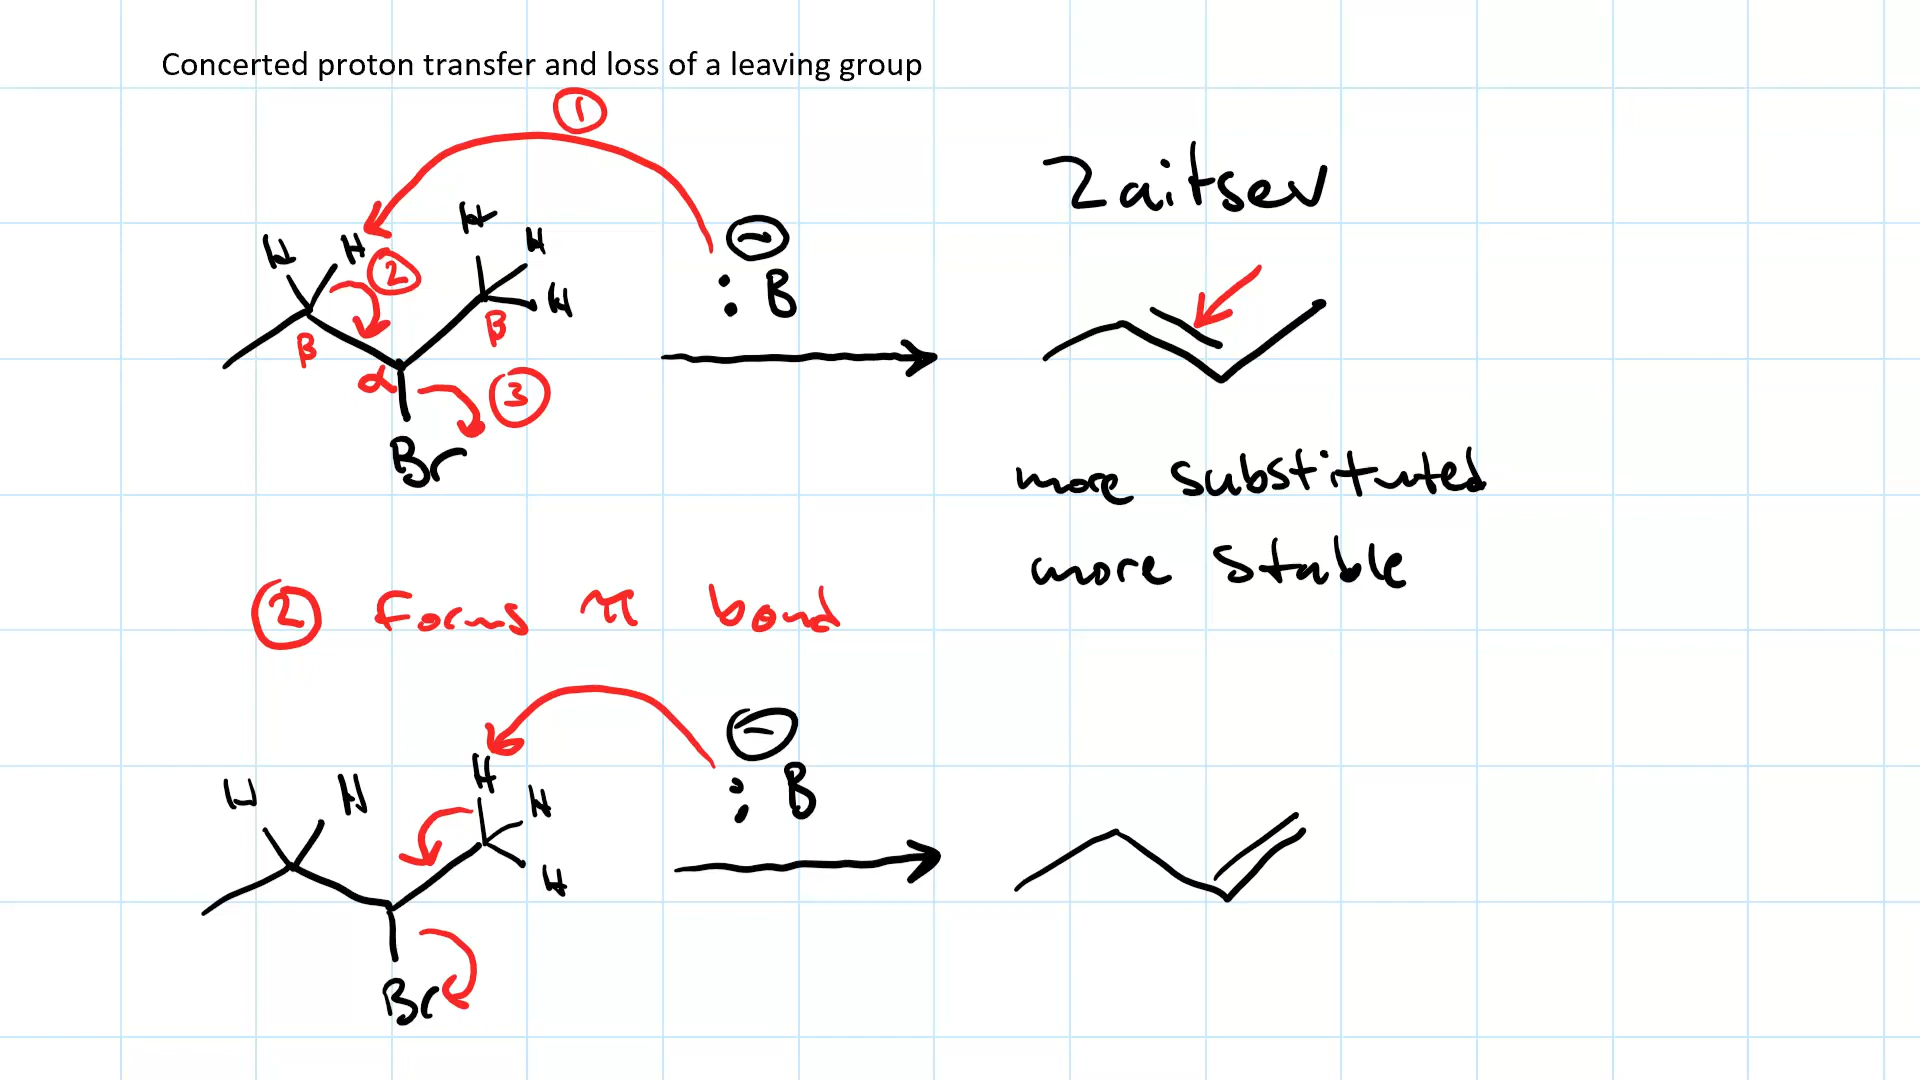 Concerted proton transfer and loss of a leaving group
①
Zaitsev
H H ② H H H
⊖
:B
β β
α ③
Br
more substituted
more stable
② forms π bond
⊖
:B
H H H H H
Br